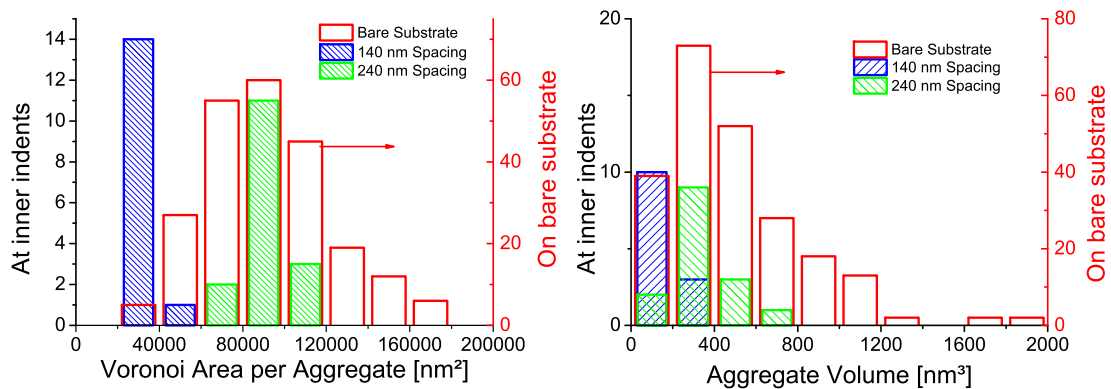 Bare Substrate
140 nm Spacing
240 nm Spacing
At inner indents
On bare substrate
0
2
4
6
8
10
12
14
0
20
40
60
0
40000
80000
120000
160000
200000
Voronoi Area per Aggregate [nm²]
Bare Substrate
140 nm Spacing
240 nm Spacing
At inner indents
On bare substrate
0
10
20
0
20
40
60
80
0
400
800
1200
1600
2000
Aggregate Volume [nm³]